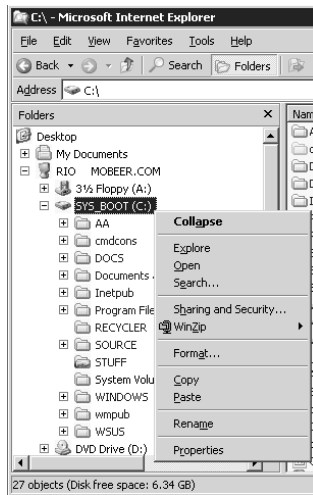 C:\ - Microsoft Internet Explorer
File Edit View Favorites Tools Help
Back Search Folders
Address C:\
Folders × Nam
Desktop
My Documents
RIO MOBEER.COM
3½ Floppy (A:)
SYS_BOOT (C:)
AA
cmdcons
DOCS
Documents
Inetpub
Program File
RECYCLER
SOURCE
STUFF
System Volu
WINDOWS
wmpub
WSUS
DVD Drive (D:)
Collapse
Explore
Open
Search...
Sharing and Security...
WinZip
Format...
Copy
Paste
Rename
Properties
27 objects (Disk free space: 6.34 GB)